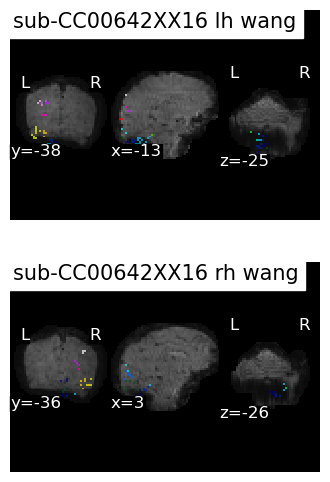 sub-CC00642XX16 lh wang
L R
L R
y=-38 x=-13 z=-25
sub-CC00642XX16 rh wang
L R
L R
y=-36 x=3 z=-26